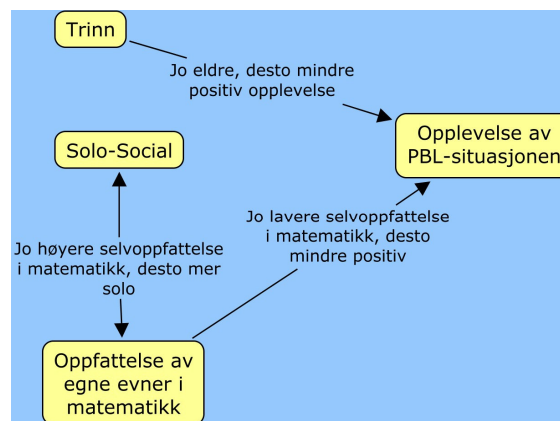 Trinn
Jo eldre, desto mindre
positiv opplevelse
Opplevelse av
PBL-situasjonen
Solo-Social
Jo lavere selvoppfattelse
i matematikk, desto
mindre positiv
Jo høyere selvoppfattelse
i matematikk, desto mer
solo
Oppfattelse av
egne evner i
matematikk